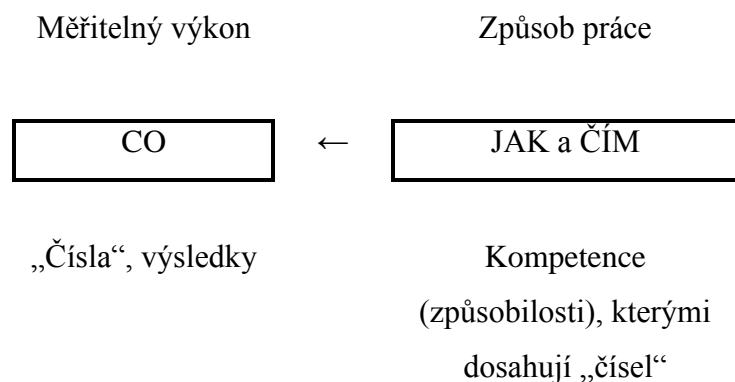 Měřitelný výkon
Způsob práce
CO
←
JAK a ČÍM
„Čísla“, výsledky
Kompetence
(způsobilosti), kterými
dosahují „čísel“